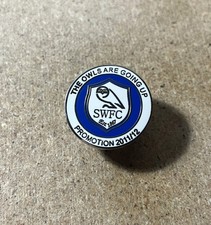 THE OWLS ARE GOING UP
SWFC
PROMOTION 2011/12